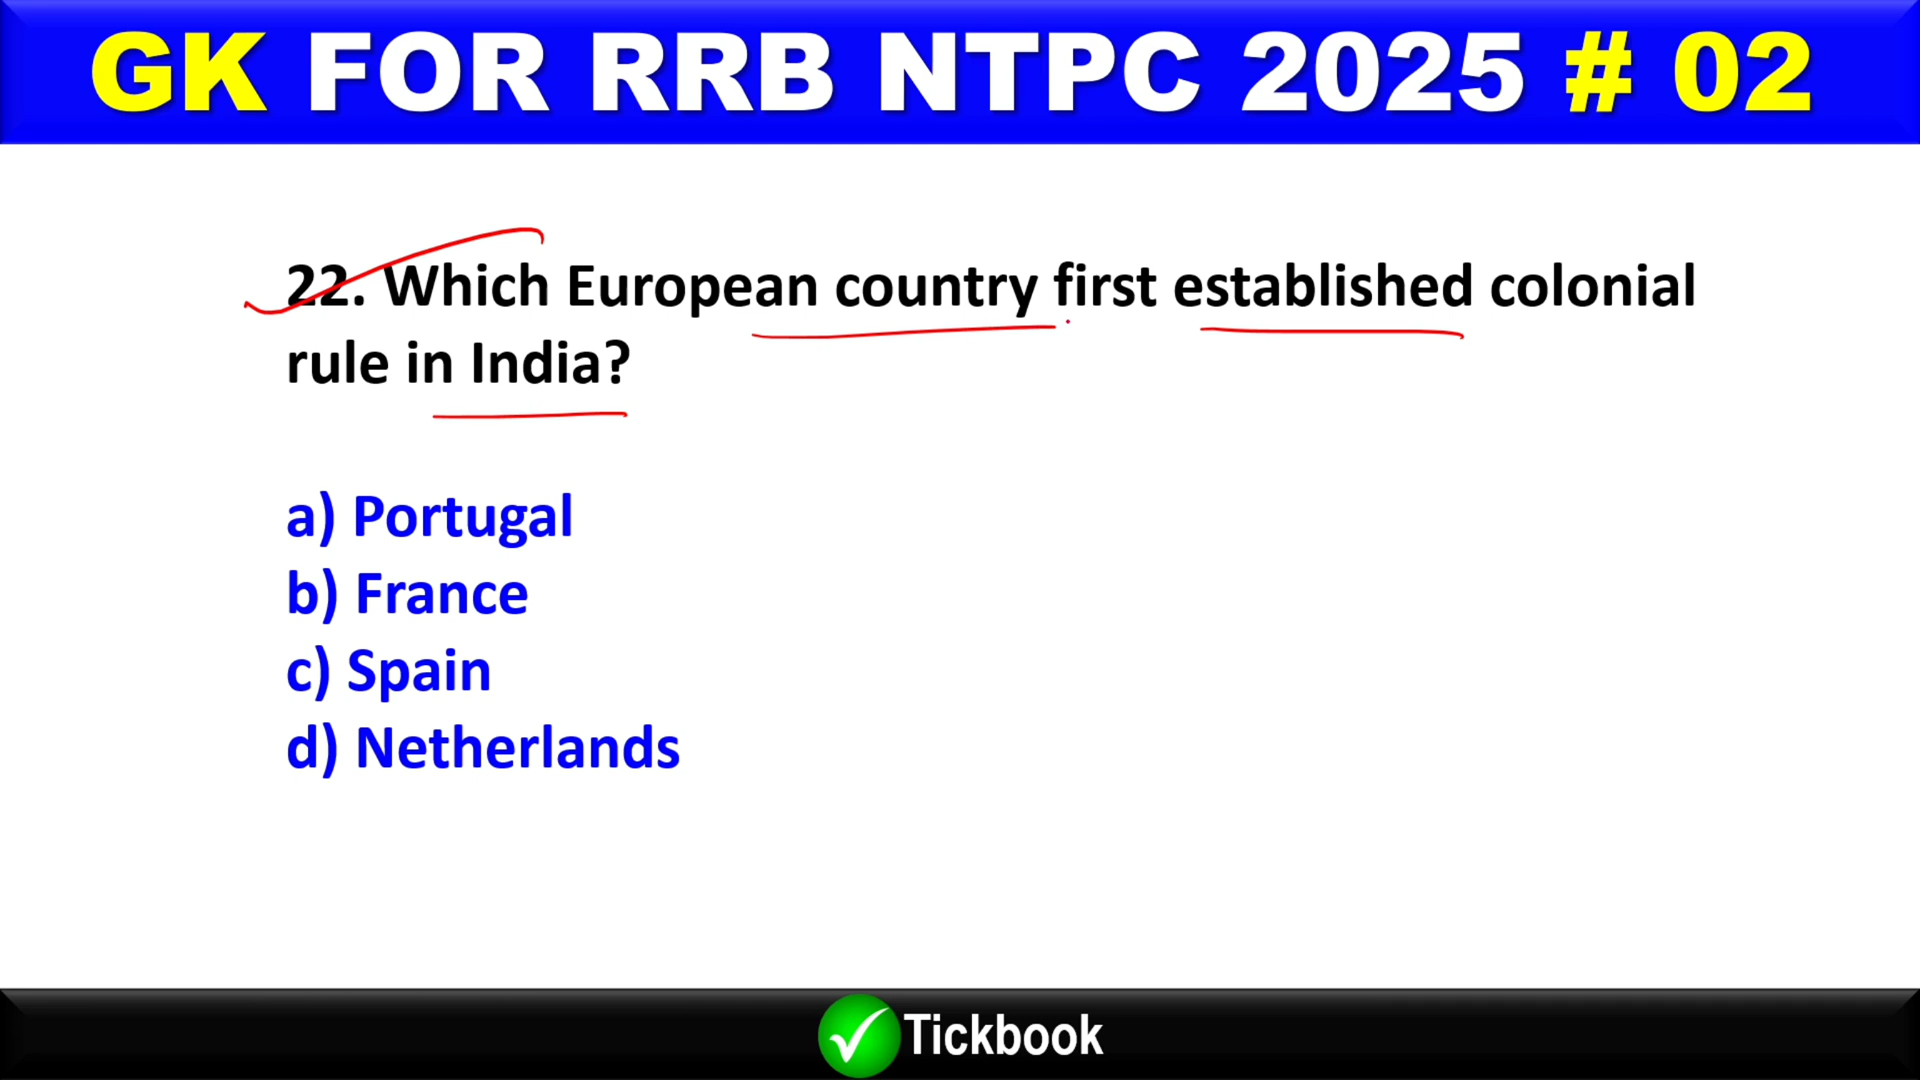 GK FOR RRB NTPC 2025 # 02
22. Which European country first established colonial
rule in India?
a) Portugal
b) France
c) Spain
d) Netherlands
Tickbook